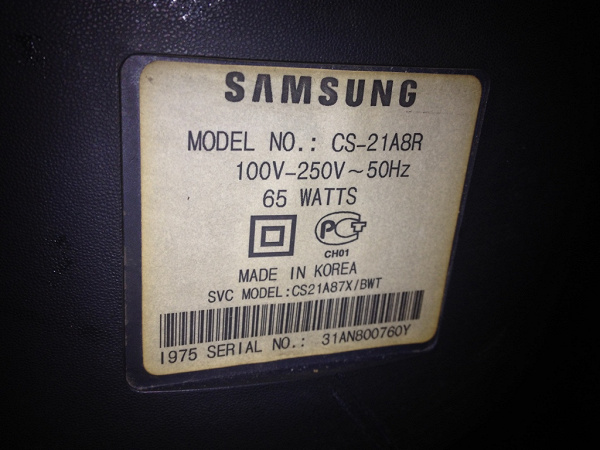 SAMSUNG
MODEL NO.: CS-21A8R
100V-250V~50Hz
65 WATTS
РСТ
CH01
MADE IN KOREA
SVC MODEL:CS21A87X/BWT
I975 SERIAL NO.: 31AN800760Y